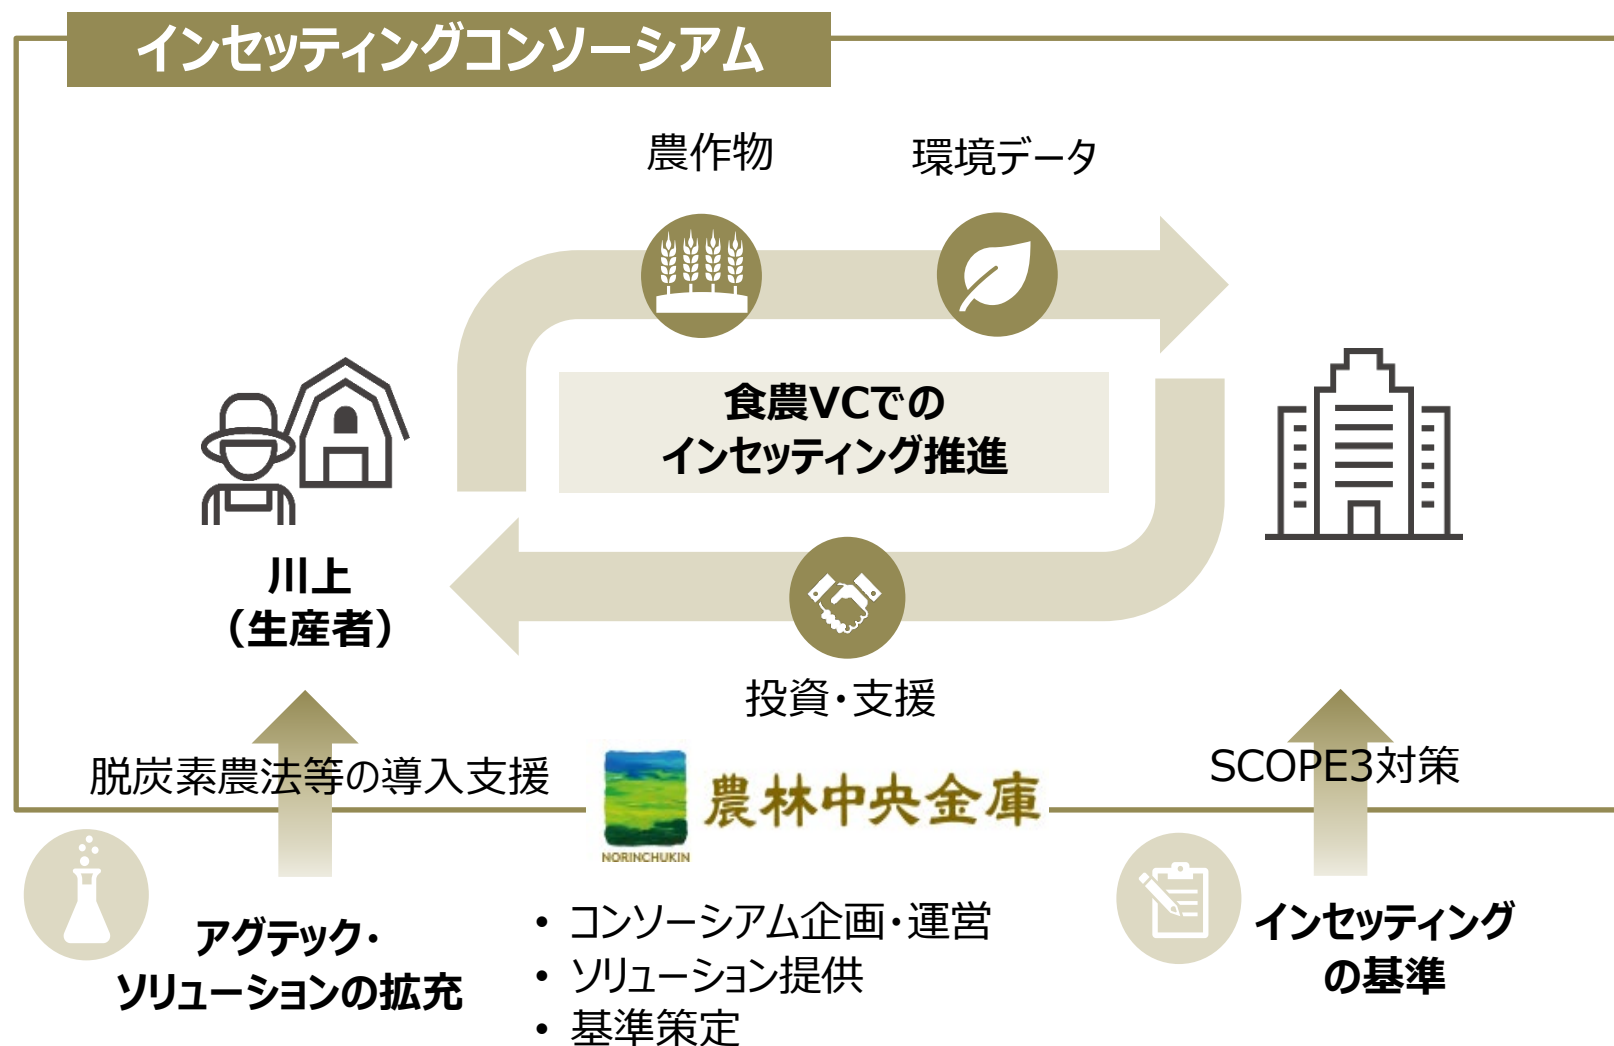 インセッティングコンソーシアム
農作物
環境データ
食農VCでの
インセッティング推進
川上
（生産者）
投資・支援
脱炭素農法等の導入支援
農林中央金庫
NORINCHUKIN
SCOPE3対策
アグテック・
ソリューションの拡充
• コンソーシアム企画・運営
• ソリューション提供
• 基準策定
インセッティング
の基準